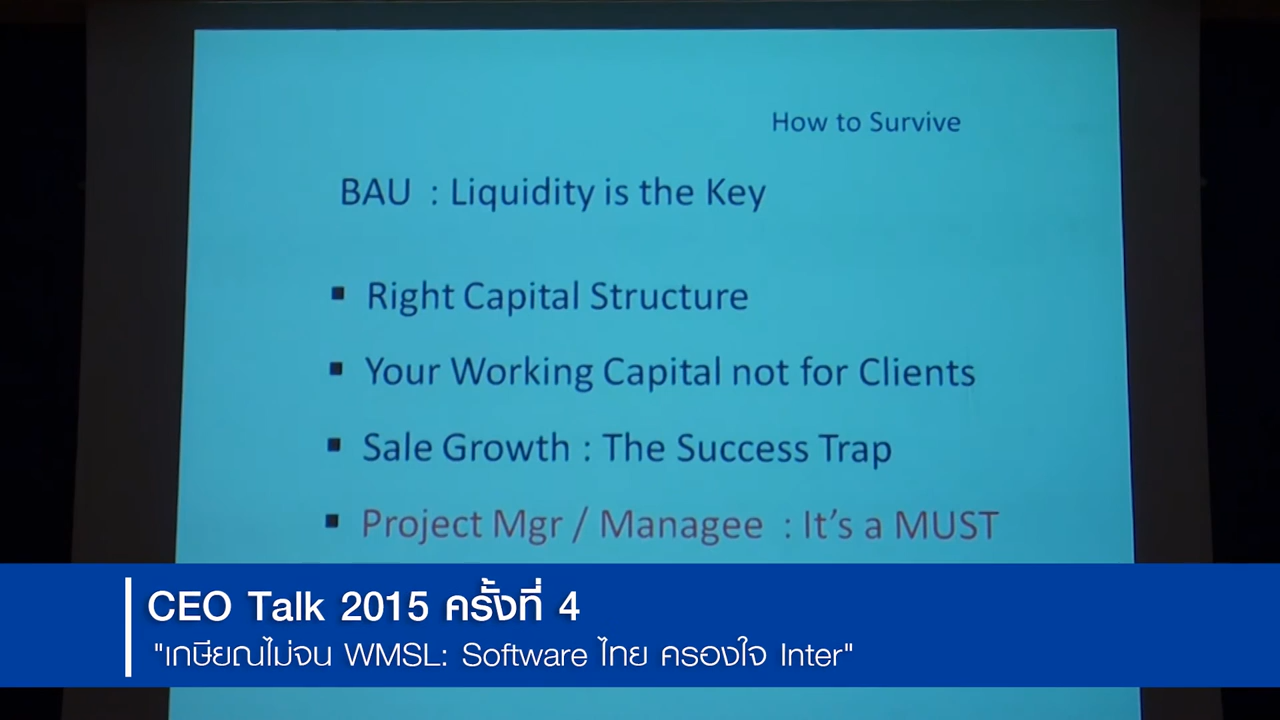 How to Survive
BAU : Liquidity is the Key
▪ Right Capital Structure
▪ Your Working Capital not for Clients
▪ Sale Growth : The Success Trap
▪ Project Mgr / Managee : It's a MUST
CEO Talk 2015 ครั้งที่ 4
"เกษียณไม่จน WMSL: Software ไทย ครองใจ Inter"